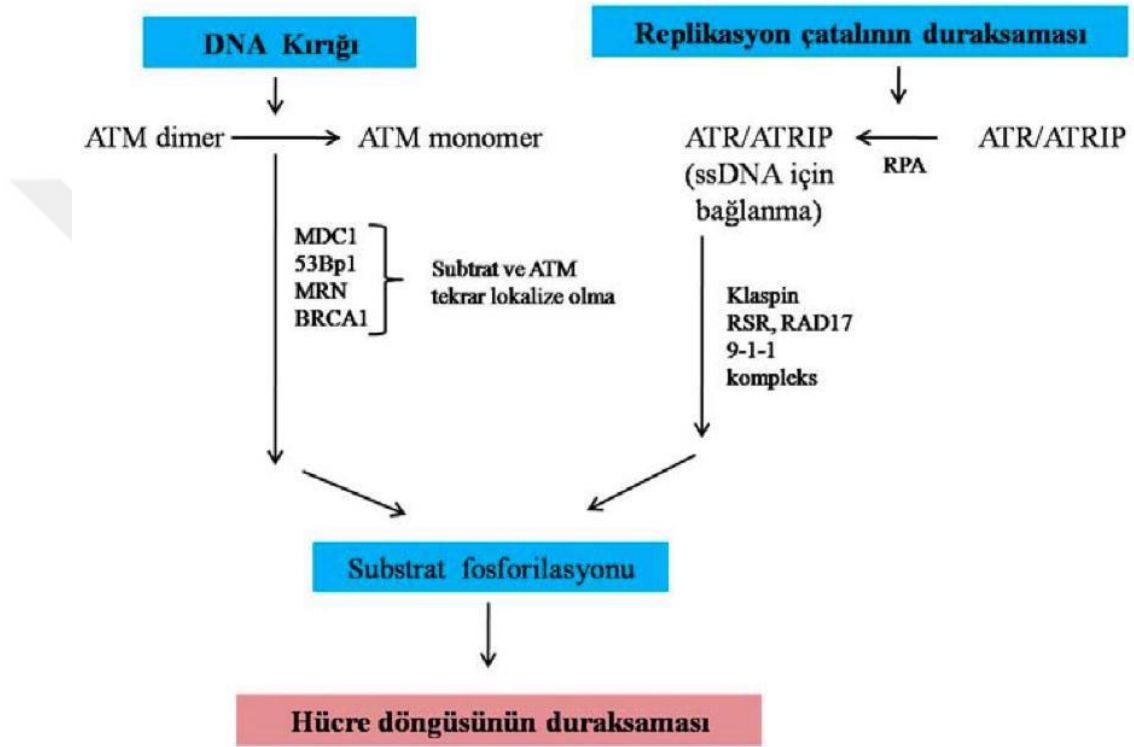 DNA Kırığı
ATM dimer
ATM monomer
MDC1
53Bp1
MRN
BRCA1
Subtrat ve ATM
tekrar lokalize olma
Replikasyon çatalının duraksaması
ATR/ATRIP
(ssDNA için
bağlanma)
RPA
ATR/ATRIP
Klaspin
RSR, RAD17
9-1-1
kompleks
Substrat fosforilasyonu
Hücre döngüsünün duraksaması